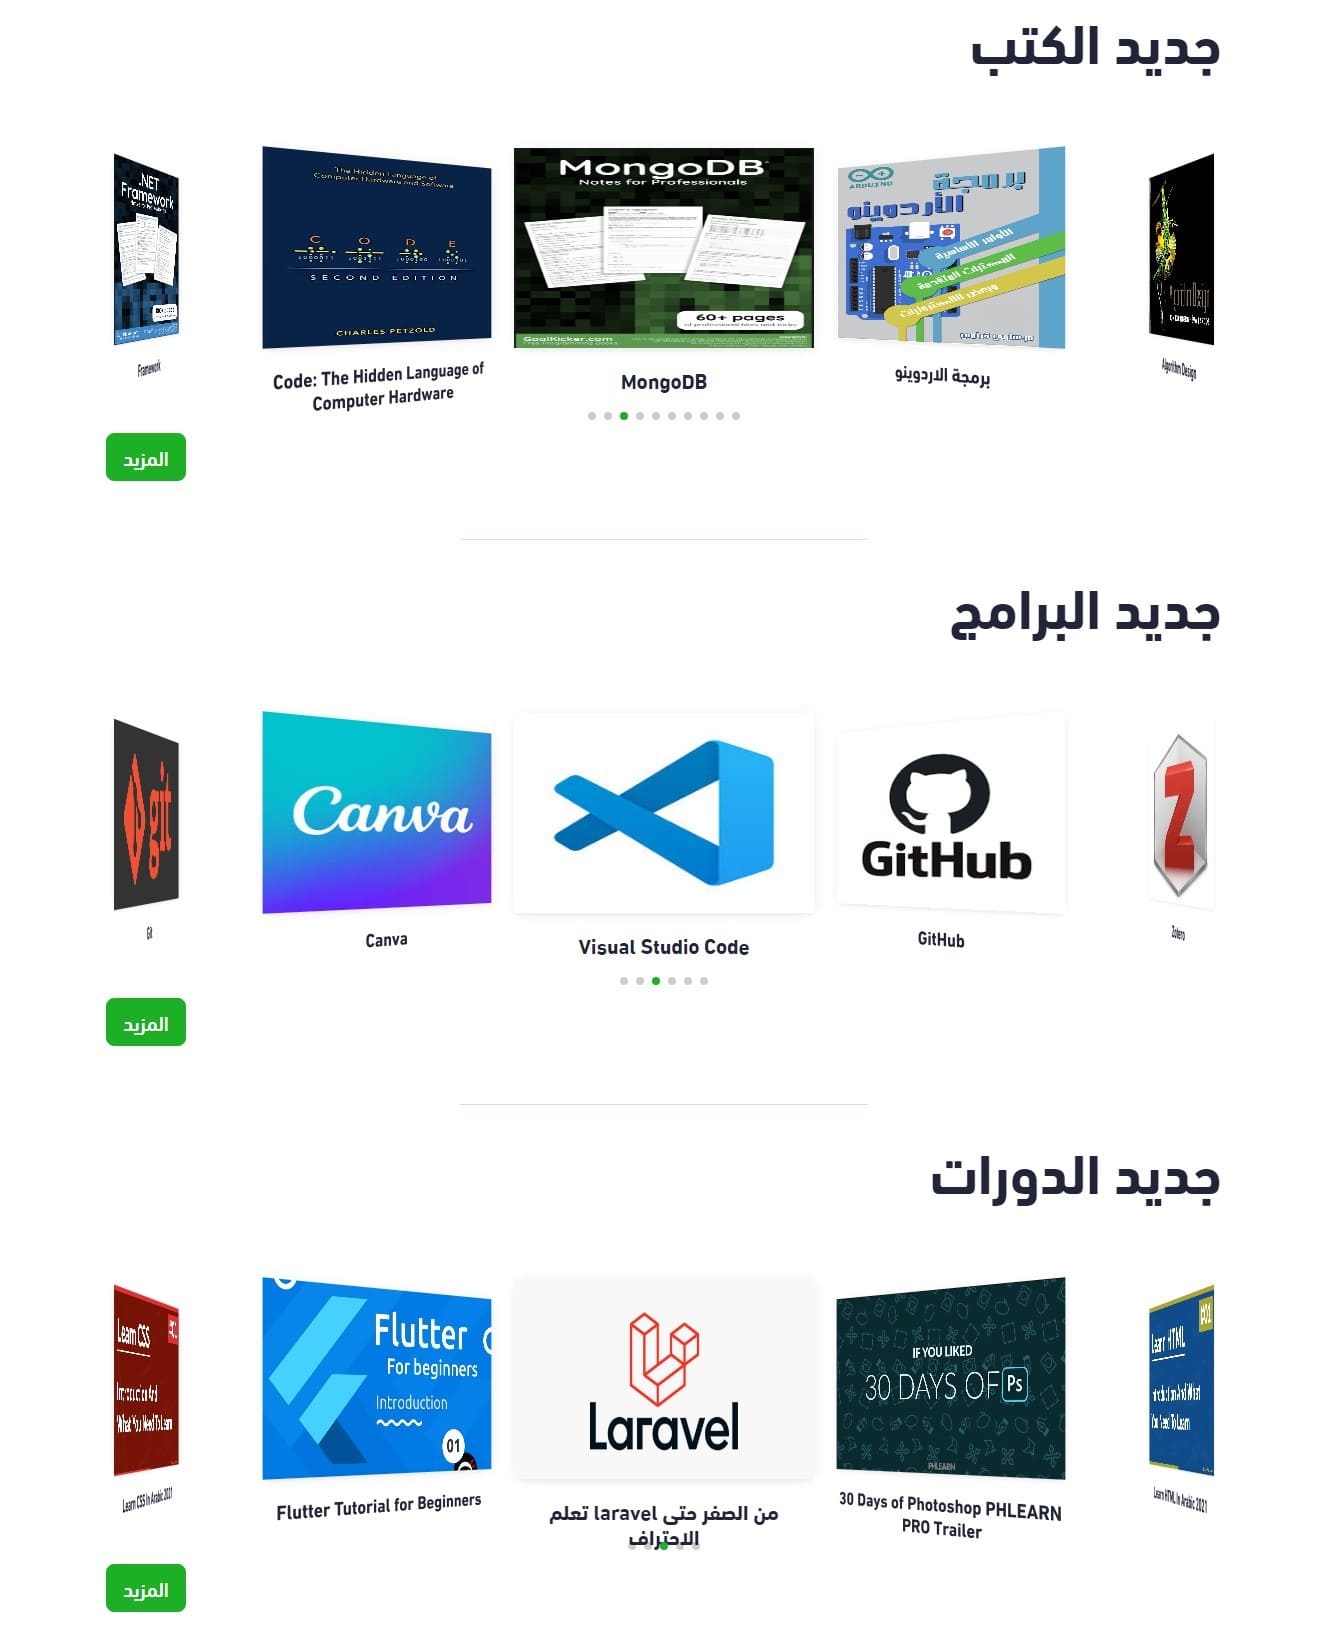 جديد الكتب
.NET
Framework
Framework
The Hidden Language of
Computer Hardware and Software
C O D E
SECOND EDITION
CHARLES PETZOLD
Code: The Hidden Language of
Computer Hardware
MongoDB
Notes for Professionals
60+ pages
of professional hints and tricks
GoalKicker.com
Free Programming Books
MongoDB
ARDUINO
برمجة
الأردوينو
برمجة الاردوينو
Algorithm Design
المزيد
جديد البرامج
git
Git
Canva
Canva
Visual Studio Code
GitHub
GitHub
Z
Zotero
المزيد
جديد الدورات
Learn CSS
#01
Introduction And
What You Need To Learn
Learn CSS In Arabic 2021
Flutter
For beginners
Introduction
01
Flutter Tutorial for Beginners
Laravel
من الصفر حتى laravel تعلم
الاحتراف
IF YOU LIKED
30 DAYS OF Ps
PHLEARN
30 Days of Photoshop PHLEARN
PRO Trailer
#01
Learn HTML
Introduction And What
You Need To Learn
Learn HTML In Arabic 2021
المزيد